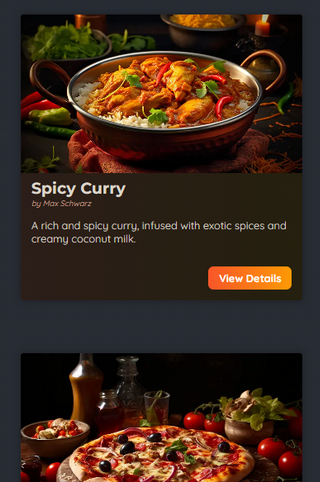 Spicy Curry
by Max Schwarz
A rich and spicy curry, infused with exotic spices and
creamy coconut milk.
View Details